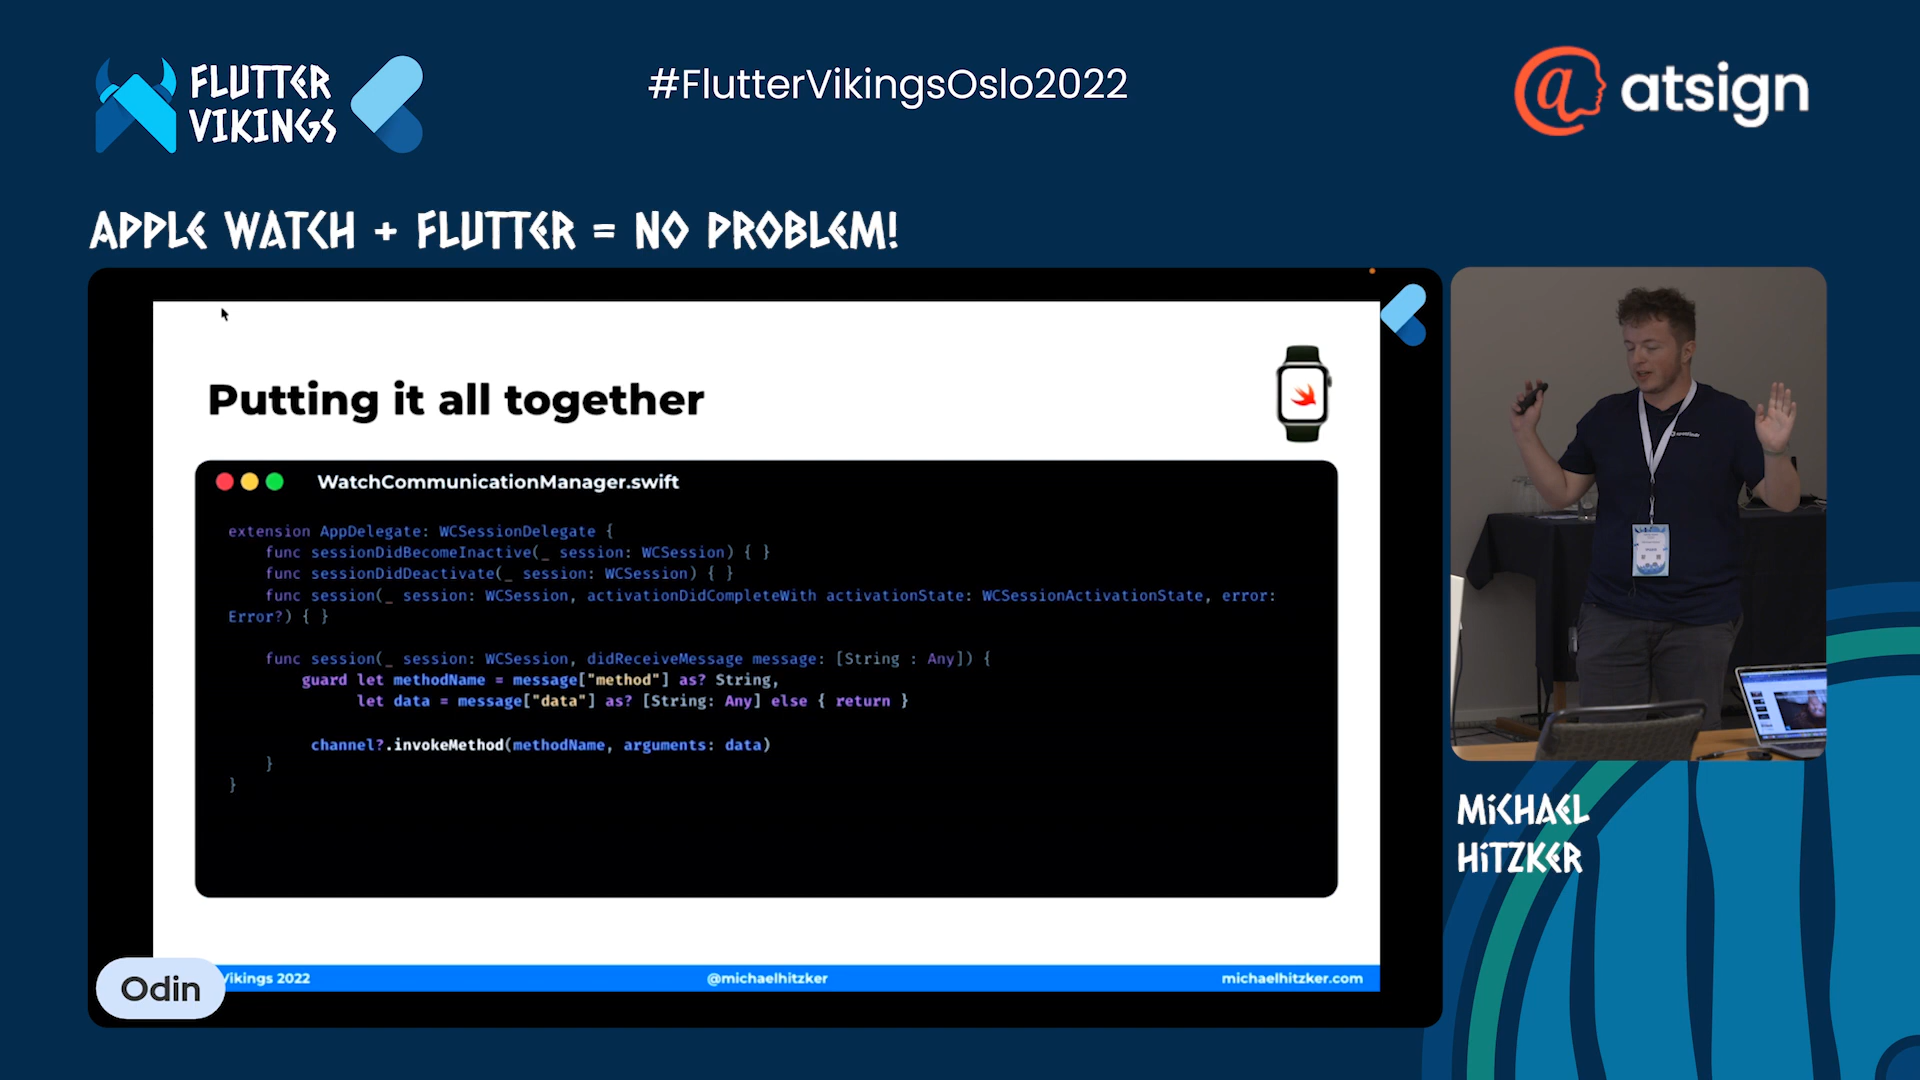 FLUTTER
VIKINGS
#FlutterVikingsOslo2022
atsign
APPLE WATCH + FLUTTER = NO PROBLEM!
Putting it all together
WatchCommunicationManager.swift
extension AppDelegate: WCSessionDelegate {
func sessionDidBecomeInactive(_ session: WCSession) { }
func sessionDidDeactivate(_ session: WCSession) { }
func session(_ session: WCSession, activationDidCompleteWith activationState: WCSessionActivationState, error:
Error?) { }
func session(_ session: WCSession, didReceiveMessage message: [String : Any]) {
guard let methodName = message["method"] as? String,
let data = message["data"] as? [String: Any] else { return }
channel?.invokeMethod(methodName, arguments: data)
}
}
Odin
Vikings 2022
@michaelhitzker
michaelhitzker.com
MICHAEL
HITZKER